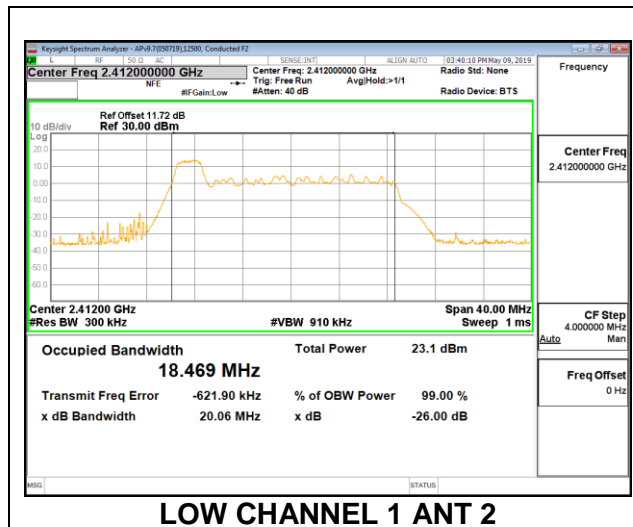 Keysight Spectrum Analyzer - APv9.7(050719),12500, Conducted F2
L RF 50 Ω AC SENSE:INT ALIGN AUTO 03:40:10 PM May 09, 2019
Center Freq 2.412000000 GHz Center Freq: 2.412000000 GHz Radio Std: None Frequency
NFE Trig: Free Run Avg|Hold:>1/1
#IFGain:Low #Atten: 40 dB Radio Device: BTS
Ref Offset 11.72 dB
10 dB/div Ref 30.00 dBm
Log
20.0
10.0
0.00
-10.0
-20.0
-30.0
-40.0
-50.0
-60.0
Center Freq
2.412000000 GHz
Center 2.41200 GHz Span 40.00 MHz
#Res BW 300 kHz #VBW 910 kHz Sweep 1 ms
CF Step
4.000000 MHz
Auto Man
Occupied Bandwidth Total Power 23.1 dBm
18.469 MHz
Freq Offset
0 Hz
Transmit Freq Error -621.90 kHz % of OBW Power 99.00 %
x dB Bandwidth 20.06 MHz x dB -26.00 dB
MSG STATUS
LOW CHANNEL 1 ANT 2